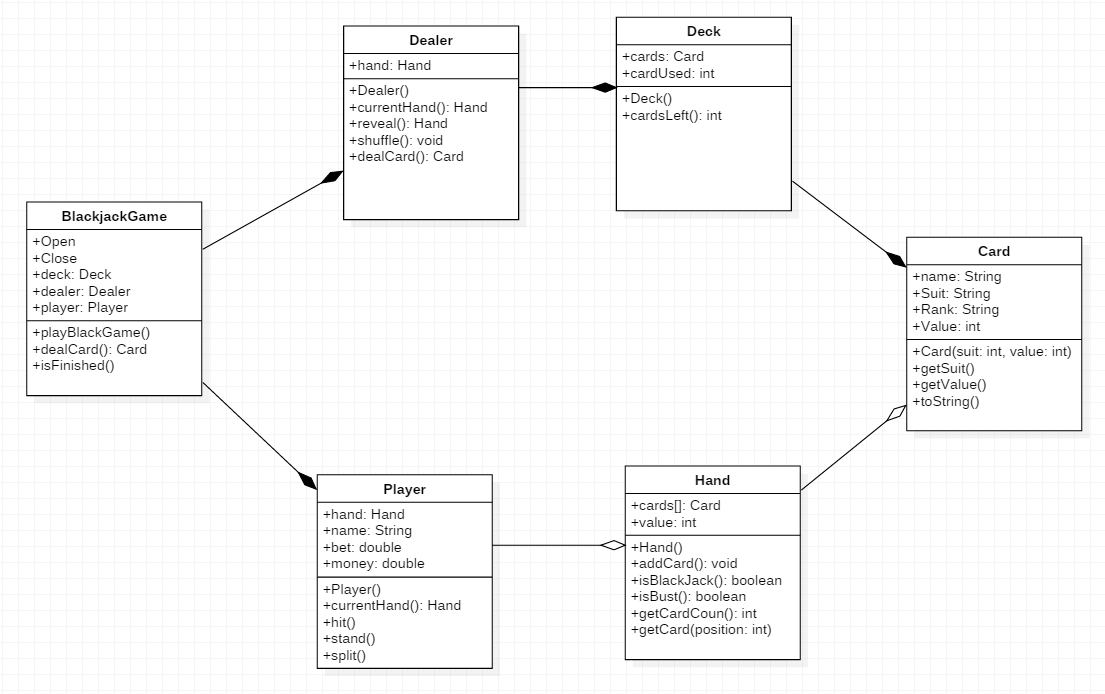 Dealer
+hand: Hand
+Dealer()
+currentHand(): Hand
+reveal(): Hand
+shuffle(): void
+dealCard(): Card
Deck
+cards: Card
+cardUsed: int
+Deck()
+cardsLeft(): int
BlackjackGame
+Open
+Close
+deck: Deck
+dealer: Dealer
+player: Player
+playBlackGame()
+dealCard(): Card
+isFinished()
Card
+name: String
+Suit: String
+Rank: String
+Value: int
+Card(suit: int, value: int)
+getSuit()
+getValue()
+toString()
Player
+hand: Hand
+name: String
+bet: double
+money: double
+Player()
+currentHand(): Hand
+hit()
+stand()
+split()
Hand
+cards[]: Card
+value: int
+Hand()
+addCard(): void
+isBlackJack(): boolean
+isBust(): boolean
+getCardCoun(): int
+getCard(position: int)